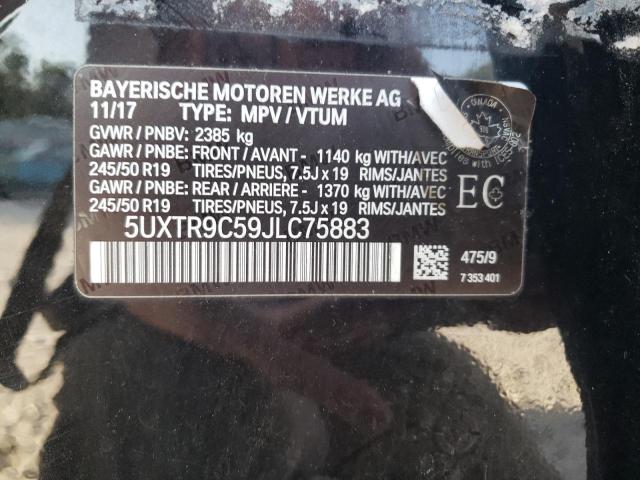 BAYERISCHE MOTOREN WERKE AG
11/17 TYPE: MPV / VTUM
GVWR / PNBV: 2385 kg
GAWR / PNBE: FRONT / AVANT - 1140 kg WITH/AVEC
245/50 R19 TIRES/PNEUS, 7.5J x 19 RIMS/JANTES
GAWR / PNBE: REAR / ARRIERE - 1370 kg WITH/AVEC
245/50 R19 TIRES/PNEUS, 7.5J x 19 RIMS/JANTES
CANADA
EC
5UXTR9C59JLC75883
475/9
7 353 401